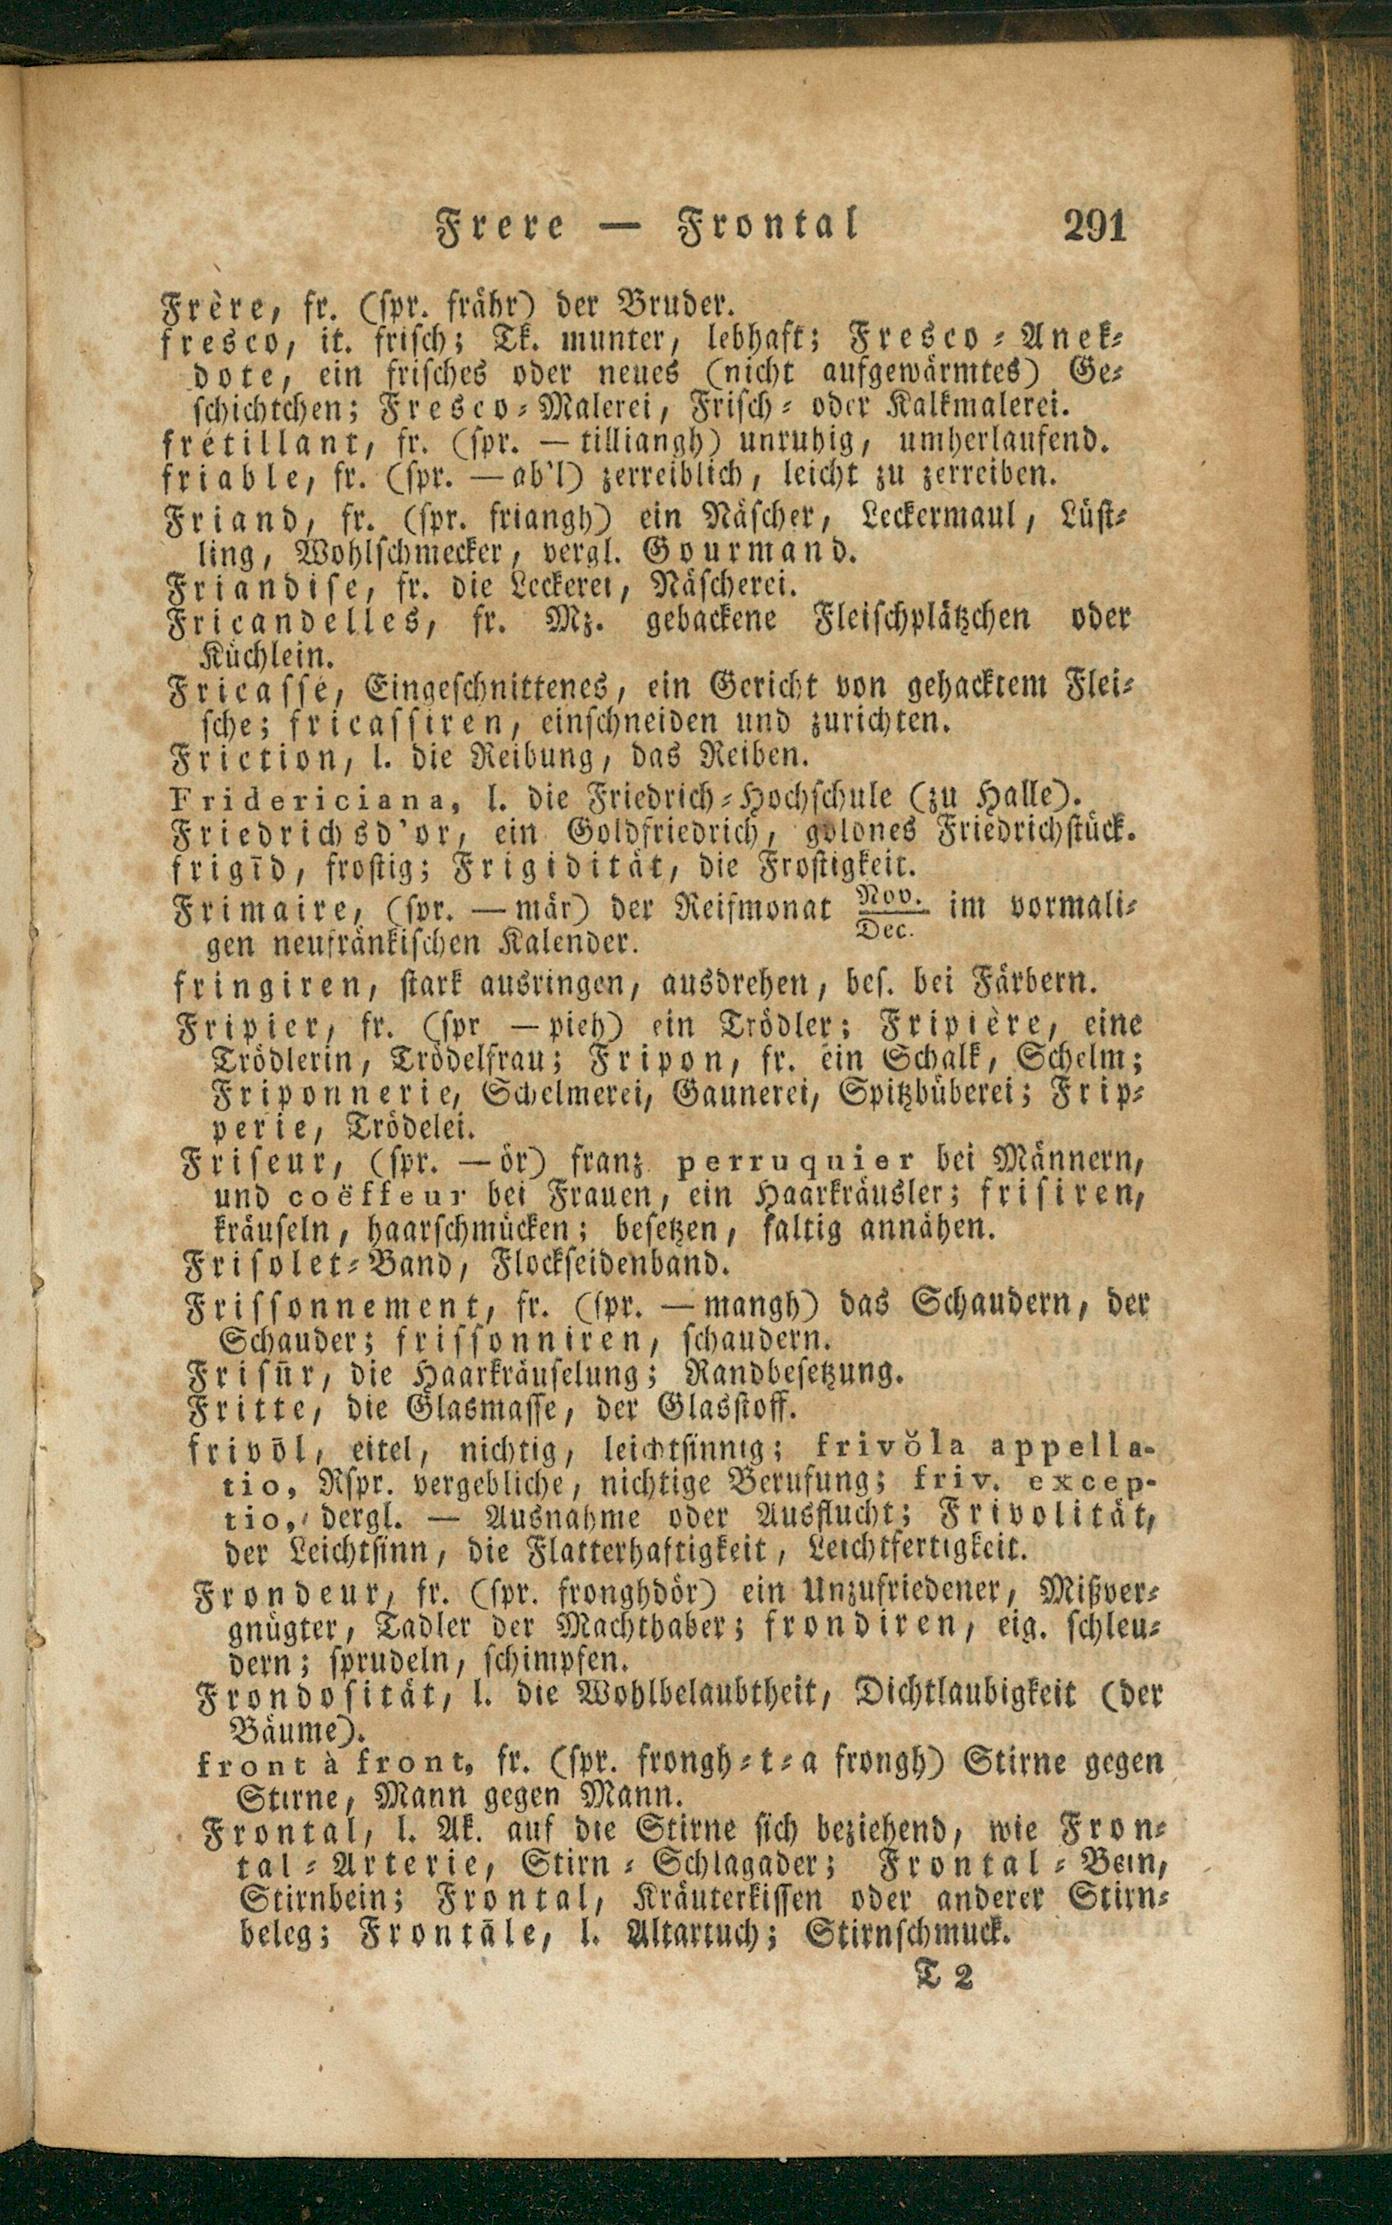 Frere — Frontal 291
Frère, fr. (spr. frähr) der Bruder.
fresco, it. frisch; Tk. munter, lebhaft; Fresco-Anek-
dote, ein frisches oder neues (nicht aufgewärmtes) Ge-
schichtchen; Fresco-Malerei, Frisch- oder Kalkmalerei.
frétillant, fr. (spr. — tilliangh) unruhig, umherlaufend.
friable, fr. (spr. — ab'l) zerreiblich, leicht zu zerreiben.
Friand, fr. (spr. friangh) ein Näscher, Leckermaul, Lüst-
ling, Wohlschmecker, vergl. Gourmand.
Friandise, fr. die Leckerei, Näscherei.
Fricandelles, fr. Mz. gebackene Fleischplätzchen oder
Küchlein.
Fricassé, Eingeschnittenes, ein Gericht von gehacktem Flei-
sche; fricassiren, einschneiden und zurichten.
Friction, l. die Reibung, das Reiben.
Fridericiana, l. die Friedrich-Hochschule (zu Halle).
Friedrichsd'or, ein Goldfriedrich, goldnes Friedrichstück.
frigīd, frostig; Frigidität, die Frostigkeit.
Frimaire, (spr. — mär) der Reifmonat Nov./Dec. im vormali-
gen neufränkischen Kalender.
fringiren, stark ausringen, ausdrehen, bes. bei Färbern.
Fripier, fr. (spr — pieh) ein Trödler; Fripière, eine
Trödlerin, Trödelfrau; Fripon, fr. ein Schalk, Schelm;
Friponnerie, Schelmerei, Gaunerei, Spitzbüberei; Frip-
perie, Trödelei.
Friseur, (spr. — ör) franz. perruquier bei Männern,
und coëffeur bei Frauen, ein Haarkräusler; frisiren,
kräuseln, haarschmücken; besetzen, faltig annähen.
Frisolet-Band, Flockseidenband.
Frissonnement, fr. (spr. — mangh) das Schaudern, der
Schauder; frissonniren, schaudern.
Frisūr, die Haarkräuselung; Randbesetzung.
Fritte, die Glasmasse, der Glasstoff.
frivōl, eitel, nichtig, leichtsinnig; frivŏla appella-
tio, Rspr. vergebliche, nichtige Berufung; friv. excep-
tio, dergl. — Ausnahme oder Ausflucht; Frivolität,
der Leichtsinn, die Flatterhaftigkeit, Leichtfertigkeit.
Frondeur, fr. (spr. fronghdör) ein Unzufriedener, Mißver-
gnügter, Tadler der Machthaber; frondiren, eig. schleu-
dern; sprudeln, schimpfen.
Frondosität, l. die Wohlbelaubtheit, Dichtlaubigkeit (der
Bäume).
front à front, fr. (spr. frongh-t-a frongh) Stirne gegen
Stirne, Mann gegen Mann.
Frontal, l. Ak. auf die Stirne sich beziehend, wie Fron-
tal-Arterie, Stirn-Schlagader; Frontal-Bein,
Stirnbein; Frontal, Kräuterkissen oder anderer Stirn-
beleg; Frontāle, l. Altartuch; Stirnschmuck.
T 2